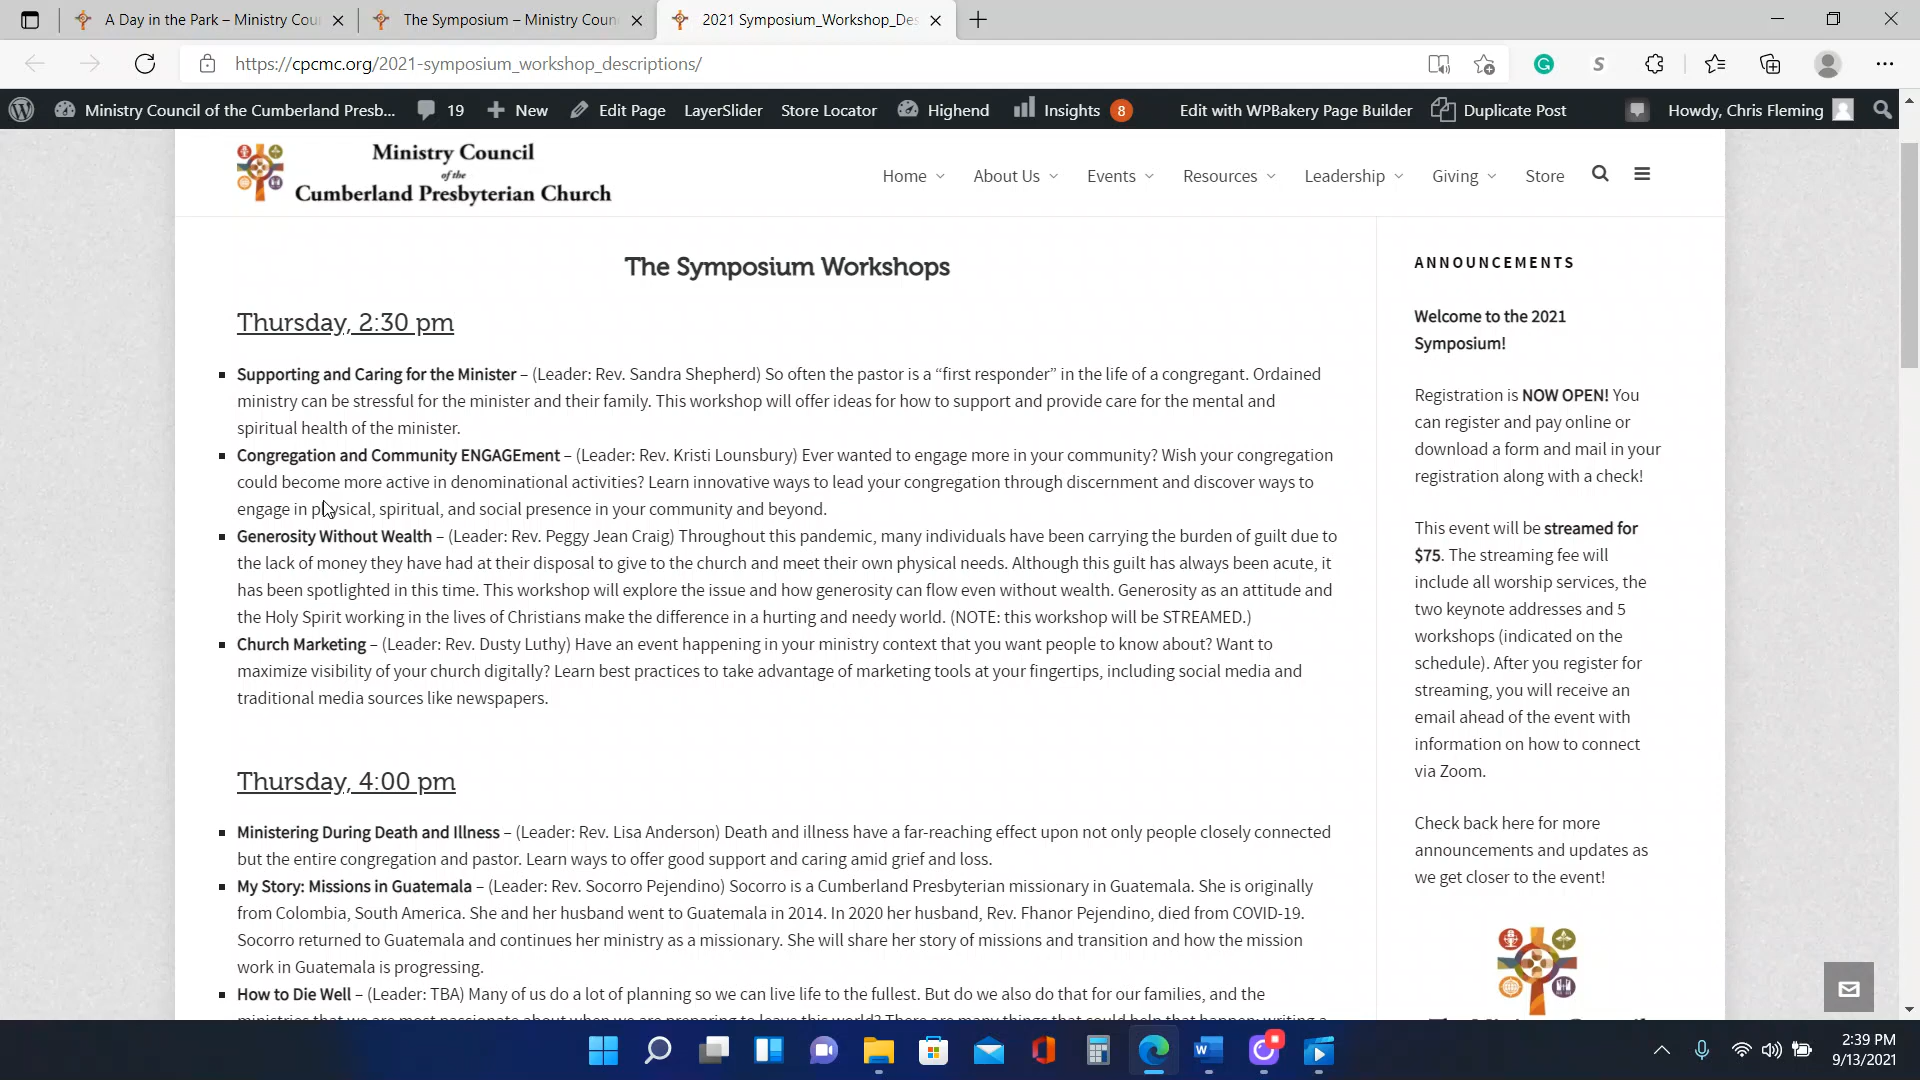 A Day in the Park – Ministry Cou
The Symposium – Ministry Coun
2021 Symposium_Workshop_Des
https://cpcmc.org/2021-symposium_workshop_descriptions/
Ministry Council of the Cumberland Presb...
19
New
Edit Page
LayerSlider
Store Locator
Highend
Insights
8
Edit with WPBakery Page Builder
Duplicate Post
Howdy, Chris Fleming
Ministry Council
of the
Cumberland Presbyterian Church
Home
About Us
Events
Resources
Leadership
Giving
Store
The Symposium Workshops
Thursday, 2:30 pm
Supporting and Caring for the Minister – (Leader: Rev. Sandra Shepherd) So often the pastor is a “first responder” in the life of a congregant. Ordained
ministry can be stressful for the minister and their family. This workshop will offer ideas for how to support and provide care for the mental and
spiritual health of the minister.
Congregation and Community ENGAGEment – (Leader: Rev. Kristi Lounsbury) Ever wanted to engage more in your community? Wish your congregation
could become more active in denominational activities? Learn innovative ways to lead your congregation through discernment and discover ways to
engage in physical, spiritual, and social presence in your community and beyond.
Generosity Without Wealth – (Leader: Rev. Peggy Jean Craig) Throughout this pandemic, many individuals have been carrying the burden of guilt due to
the lack of money they have had at their disposal to give to the church and meet their own physical needs. Although this guilt has always been acute, it
has been spotlighted in this time. This workshop will explore the issue and how generosity can flow even without wealth. Generosity as an attitude and
the Holy Spirit working in the lives of Christians make the difference in a hurting and needy world. (NOTE: this workshop will be STREAMED.)
Church Marketing – (Leader: Rev. Dusty Luthy) Have an event happening in your ministry context that you want people to know about? Want to
maximize visibility of your church digitally? Learn best practices to take advantage of marketing tools at your fingertips, including social media and
traditional media sources like newspapers.
Thursday, 4:00 pm
Ministering During Death and Illness – (Leader: Rev. Lisa Anderson) Death and illness have a far-reaching effect upon not only people closely connected
but the entire congregation and pastor. Learn ways to offer good support and caring amid grief and loss.
My Story: Missions in Guatemala – (Leader: Rev. Socorro Pejendino) Socorro is a Cumberland Presbyterian missionary in Guatemala. She is originally
from Colombia, South America. She and her husband went to Guatemala in 2014. In 2020 her husband, Rev. Fhanor Pejendino, died from COVID-19.
Socorro returned to Guatemala and continues her ministry as a missionary. She will share her story of missions and transition and how the mission
work in Guatemala is progressing.
How to Die Well – (Leader: TBA) Many of us do a lot of planning so we can live life to the fullest. But do we also do that for our families, and the
ministries that we are most passionate about when we are preparing to leave this world? There are many things that could help that happen: writing a
ANNOUNCEMENTS
Welcome to the 2021
Symposium!
Registration is NOW OPEN! You
can register and pay online or
download a form and mail in your
registration along with a check!
This event will be streamed for
$75. The streaming fee will
include all worship services, the
two keynote addresses and 5
workshops (indicated on the
schedule). After you register for
streaming, you will receive an
email ahead of the event with
information on how to connect
via Zoom.
Check back here for more
announcements and updates as
we get closer to the event!
2:39 PM
9/13/2021